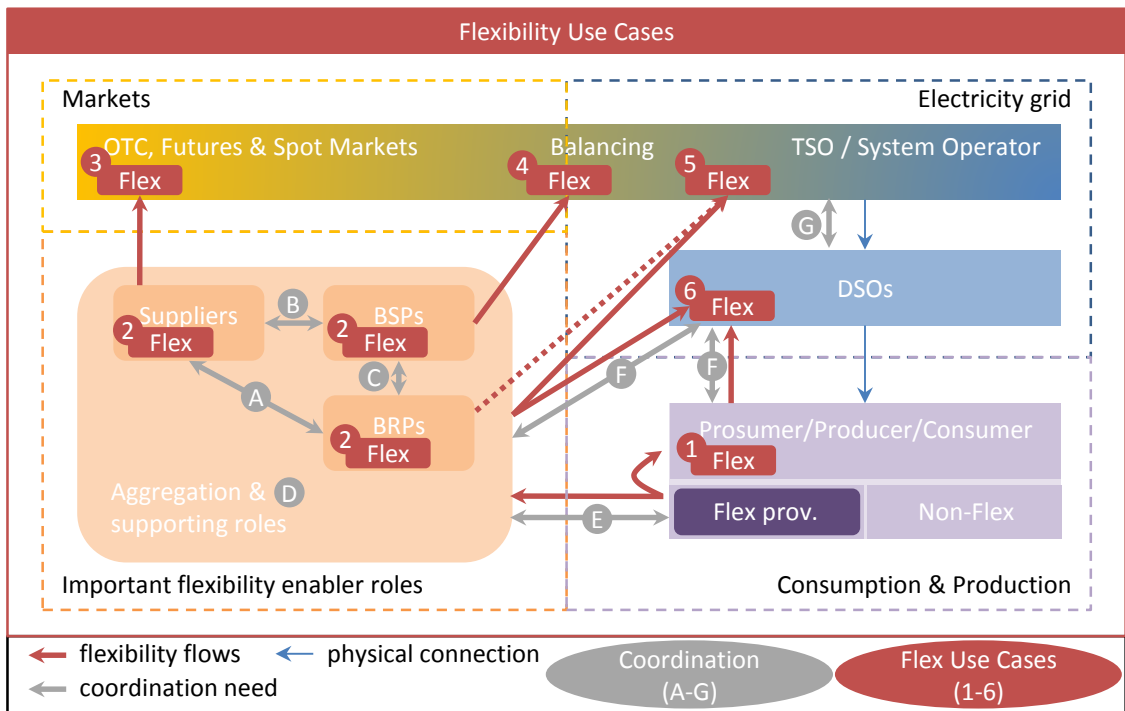 Flexibility Use Cases
Markets
Electricity grid
OTC, Futures & Spot Markets
Balancing
TSO / System Operator
3
Flex
4
Flex
5
Flex
G
DSOs
6
Flex
Suppliers
2
Flex
B
BSPs
2
Flex
A
C
F
F
BRPs
2
Flex
Prosumer/Producer/Consumer
1
Flex
Aggregation &
D
supporting roles
E
Flex prov.
Non-Flex
Important flexibility enabler roles
Consumption & Production
flexibility flows
physical connection
coordination need
Coordination
(A-G)
Flex Use Cases
(1-6)